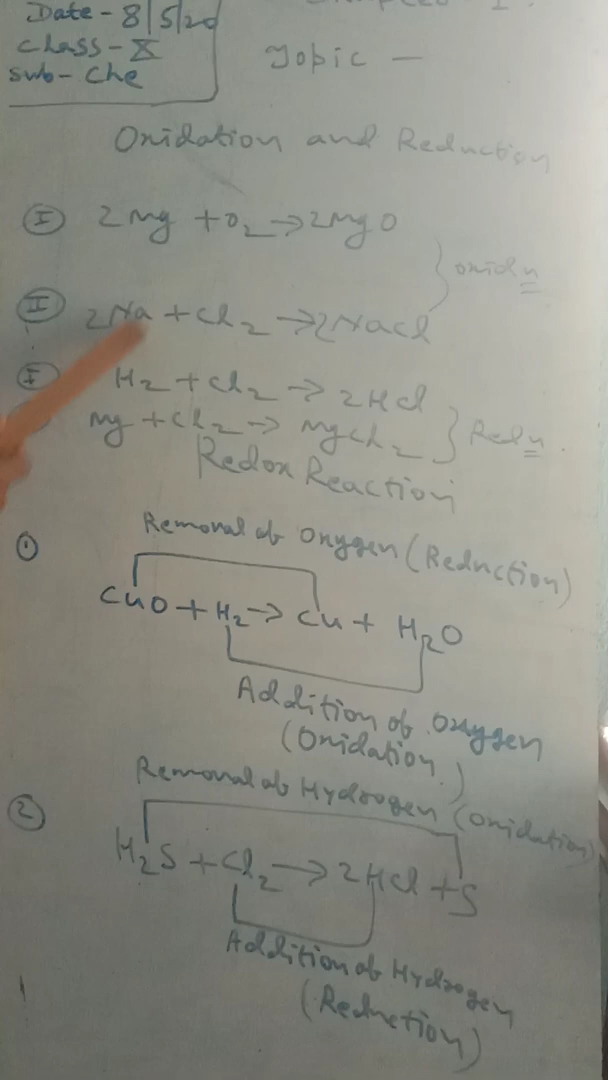 Date - 8/5/20
Class - X
Sub - Che
Topic —
Oxidation and Reduction
I 2Mg + O2 → 2MgO
II 2Na + Cl2 → 2NaCl
} Oxidn
I H2 + Cl2 → 2HCl
Mg + Cl2 → MgCl2
} Redn.
Redox Reaction
1 Removal of Oxygen (Reduction)
CuO + H2 → Cu + H2O
Addition of Oxygen
(Oxidation)
Removal of Hydrogen (Oxidation)
2 H2S + Cl2 → 2HCl + S
Addition of Hydrogen
(Reduction)